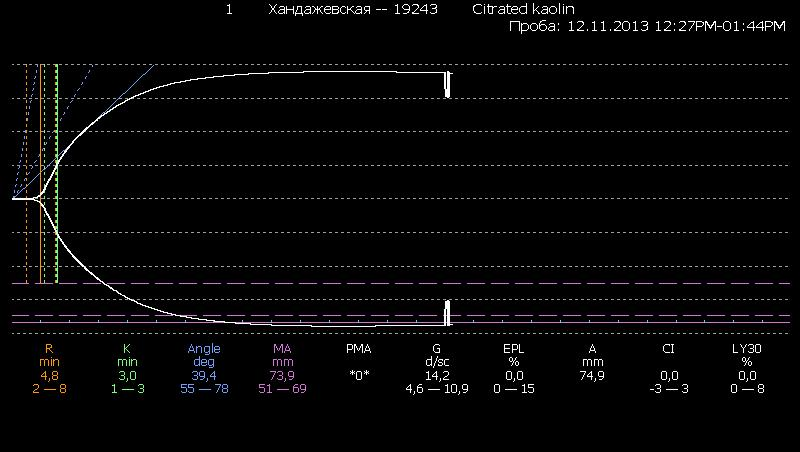 1 Хандажевская -- 19243 Citrated kaolin
Проба: 12.11.2013 12:27PM-01:44PM
R K Angle MA PMA G EPL A CI LY30
min min deg mm d/sc % mm %
4,8 3,0 39,4 73,9 *0* 14,2 0,0 74,9 0,0 0,0
2 — 8 1 — 3 55 — 78 51 — 69 4,6 — 10,9 0 — 15 -3 — 3 0 — 8